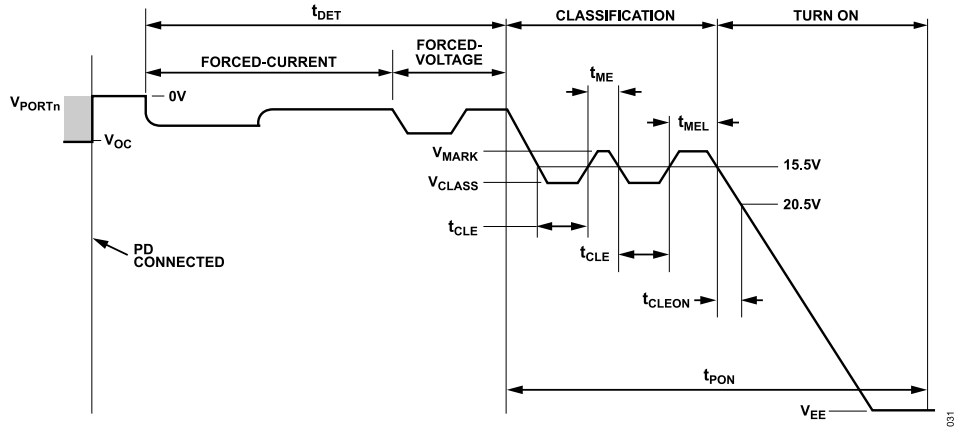 tDET
CLASSIFICATION
TURN ON
FORCED-CURRENT
FORCED-
VOLTAGE
tME
VPORTn
0V
VOC
tMEL
VMARK
15.5V
VCLASS
20.5V
tCLE
PD
CONNECTED
tCLE
tCLEON
tPON
VEE
031